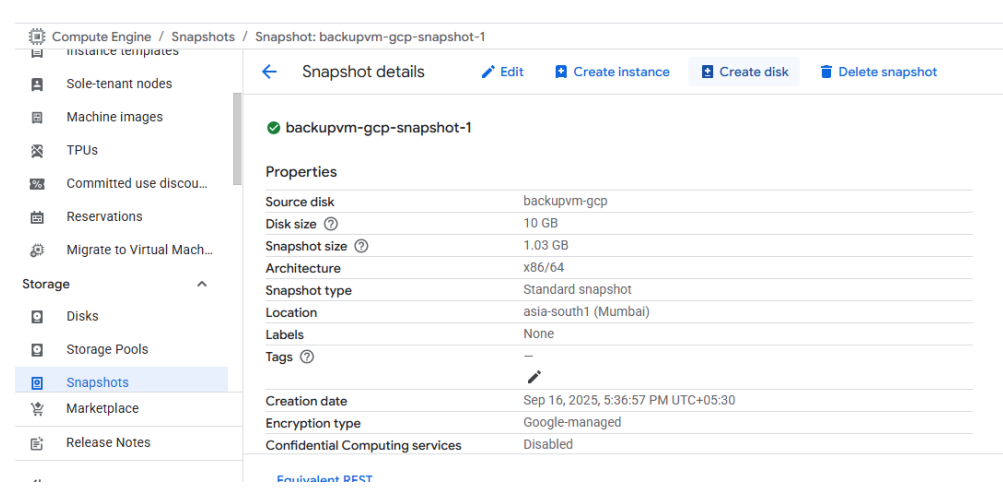 Compute Engine / Snapshots / Snapshot: backupvm-gcp-snapshot-1
Instance templates
Sole-tenant nodes
Machine images
TPUs
Committed use discou...
Reservations
Migrate to Virtual Mach...
Storage
Disks
Storage Pools
Snapshots
Marketplace
Release Notes
Snapshot details Edit Create instance Create disk Delete snapshot
backupvm-gcp-snapshot-1
Properties
Source disk backupvm-gcp
Disk size 10 GB
Snapshot size 1.03 GB
Architecture x86/64
Snapshot type Standard snapshot
Location asia-south1 (Mumbai)
Labels None
Tags —
Creation date Sep 16, 2025, 5:36:57 PM UTC+05:30
Encryption type Google-managed
Confidential Computing services Disabled
Equivalent REST